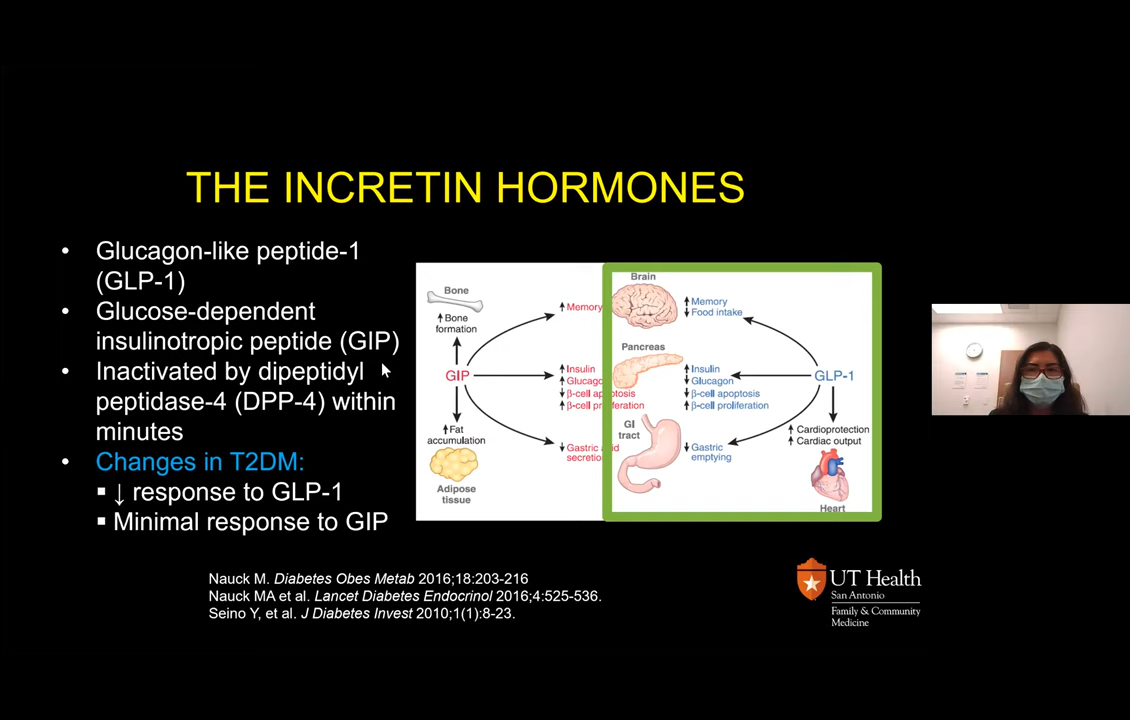 THE INCRETIN HORMONES
• Glucagon-like peptide-1
(GLP-1)
• Glucose-dependent
insulinotropic peptide (GIP)
• Inactivated by dipeptidyl
peptidase-4 (DPP-4) within
minutes
• Changes in T2DM:
▪ ↓ response to GLP-1
▪ Minimal response to GIP
Bone
↑ Bone
formation
GIP
↑ Fat
accumulation
Adipose
tissue
↑ Memory
↑ Insulin
↑ Glucago
↓ β-cell apoptosis
↑ β-cell proliferation
↓ Gastric acid
secretion
Brain
↑ Memory
↓ Food intake
Pancreas
↑ Insulin
↓ Glucagon
↓ β-cell apoptosis
↑ β-cell proliferation
GI
tract
↓ Gastric
emptying
GLP-1
↑ Cardioprotection
↑ Cardiac output
Heart
Nauck M. Diabetes Obes Metab 2016;18:203-216
Nauck MA et al. Lancet Diabetes Endocrinol 2016;4:525-536.
Seino Y, et al. J Diabetes Invest 2010;1(1):8-23.
UT Health
San Antonio
Family & Community
Medicine